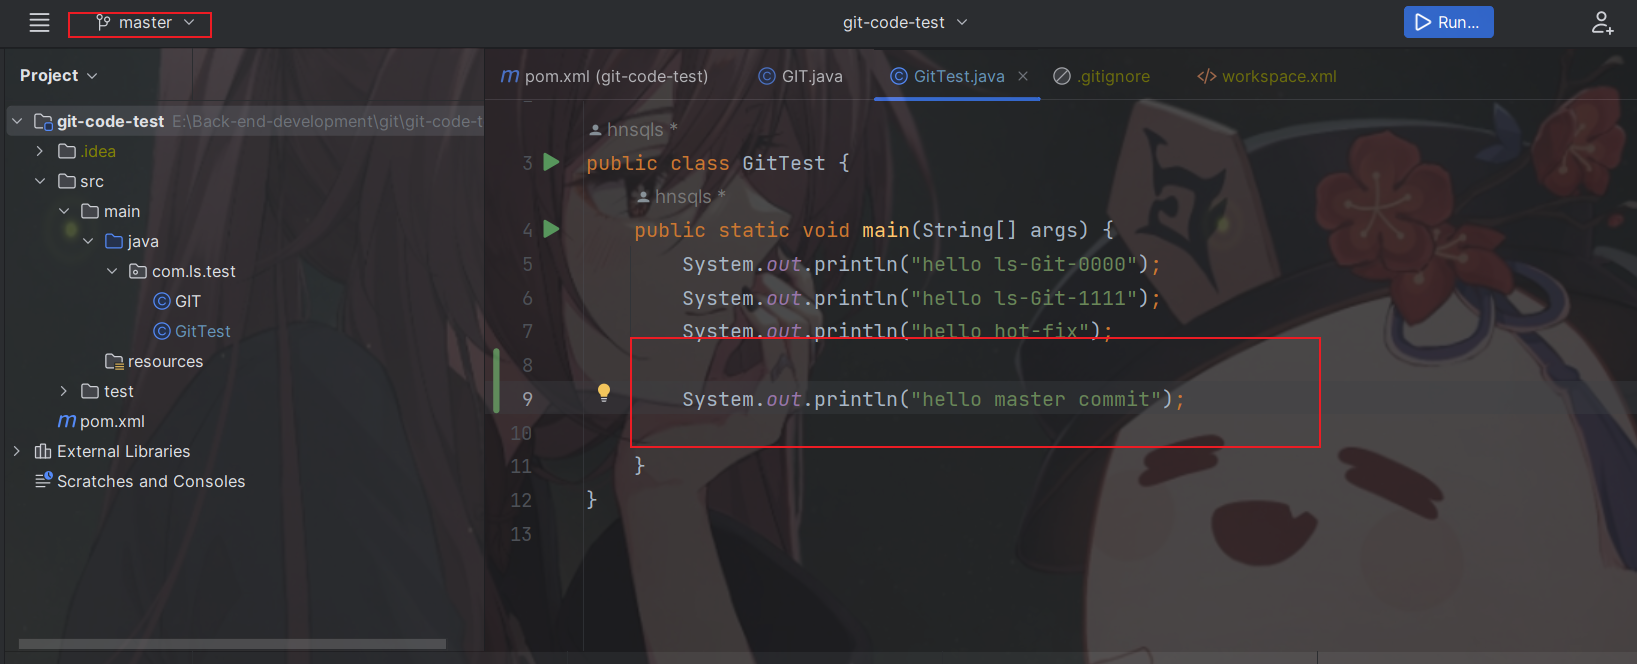 master
git-code-test
Run...
Project
pom.xml (git-code-test)
GIT.java
GitTest.java
.gitignore
workspace.xml
git-code-test E:\Back-end-development\git\git-code-t
.idea
src
main
java
com.ls.test
GIT
GitTest
resources
test
pom.xml
External Libraries
Scratches and Consoles
hnsqls *
3 public class GitTest {
hnsqls *
4 public static void main(String[] args) {
5 System.out.println("hello ls-Git-0000");
6 System.out.println("hello ls-Git-1111");
7 System.out.println("hello hot-fix");
8
9 System.out.println("hello master commit");
10
11 }
12 }
13